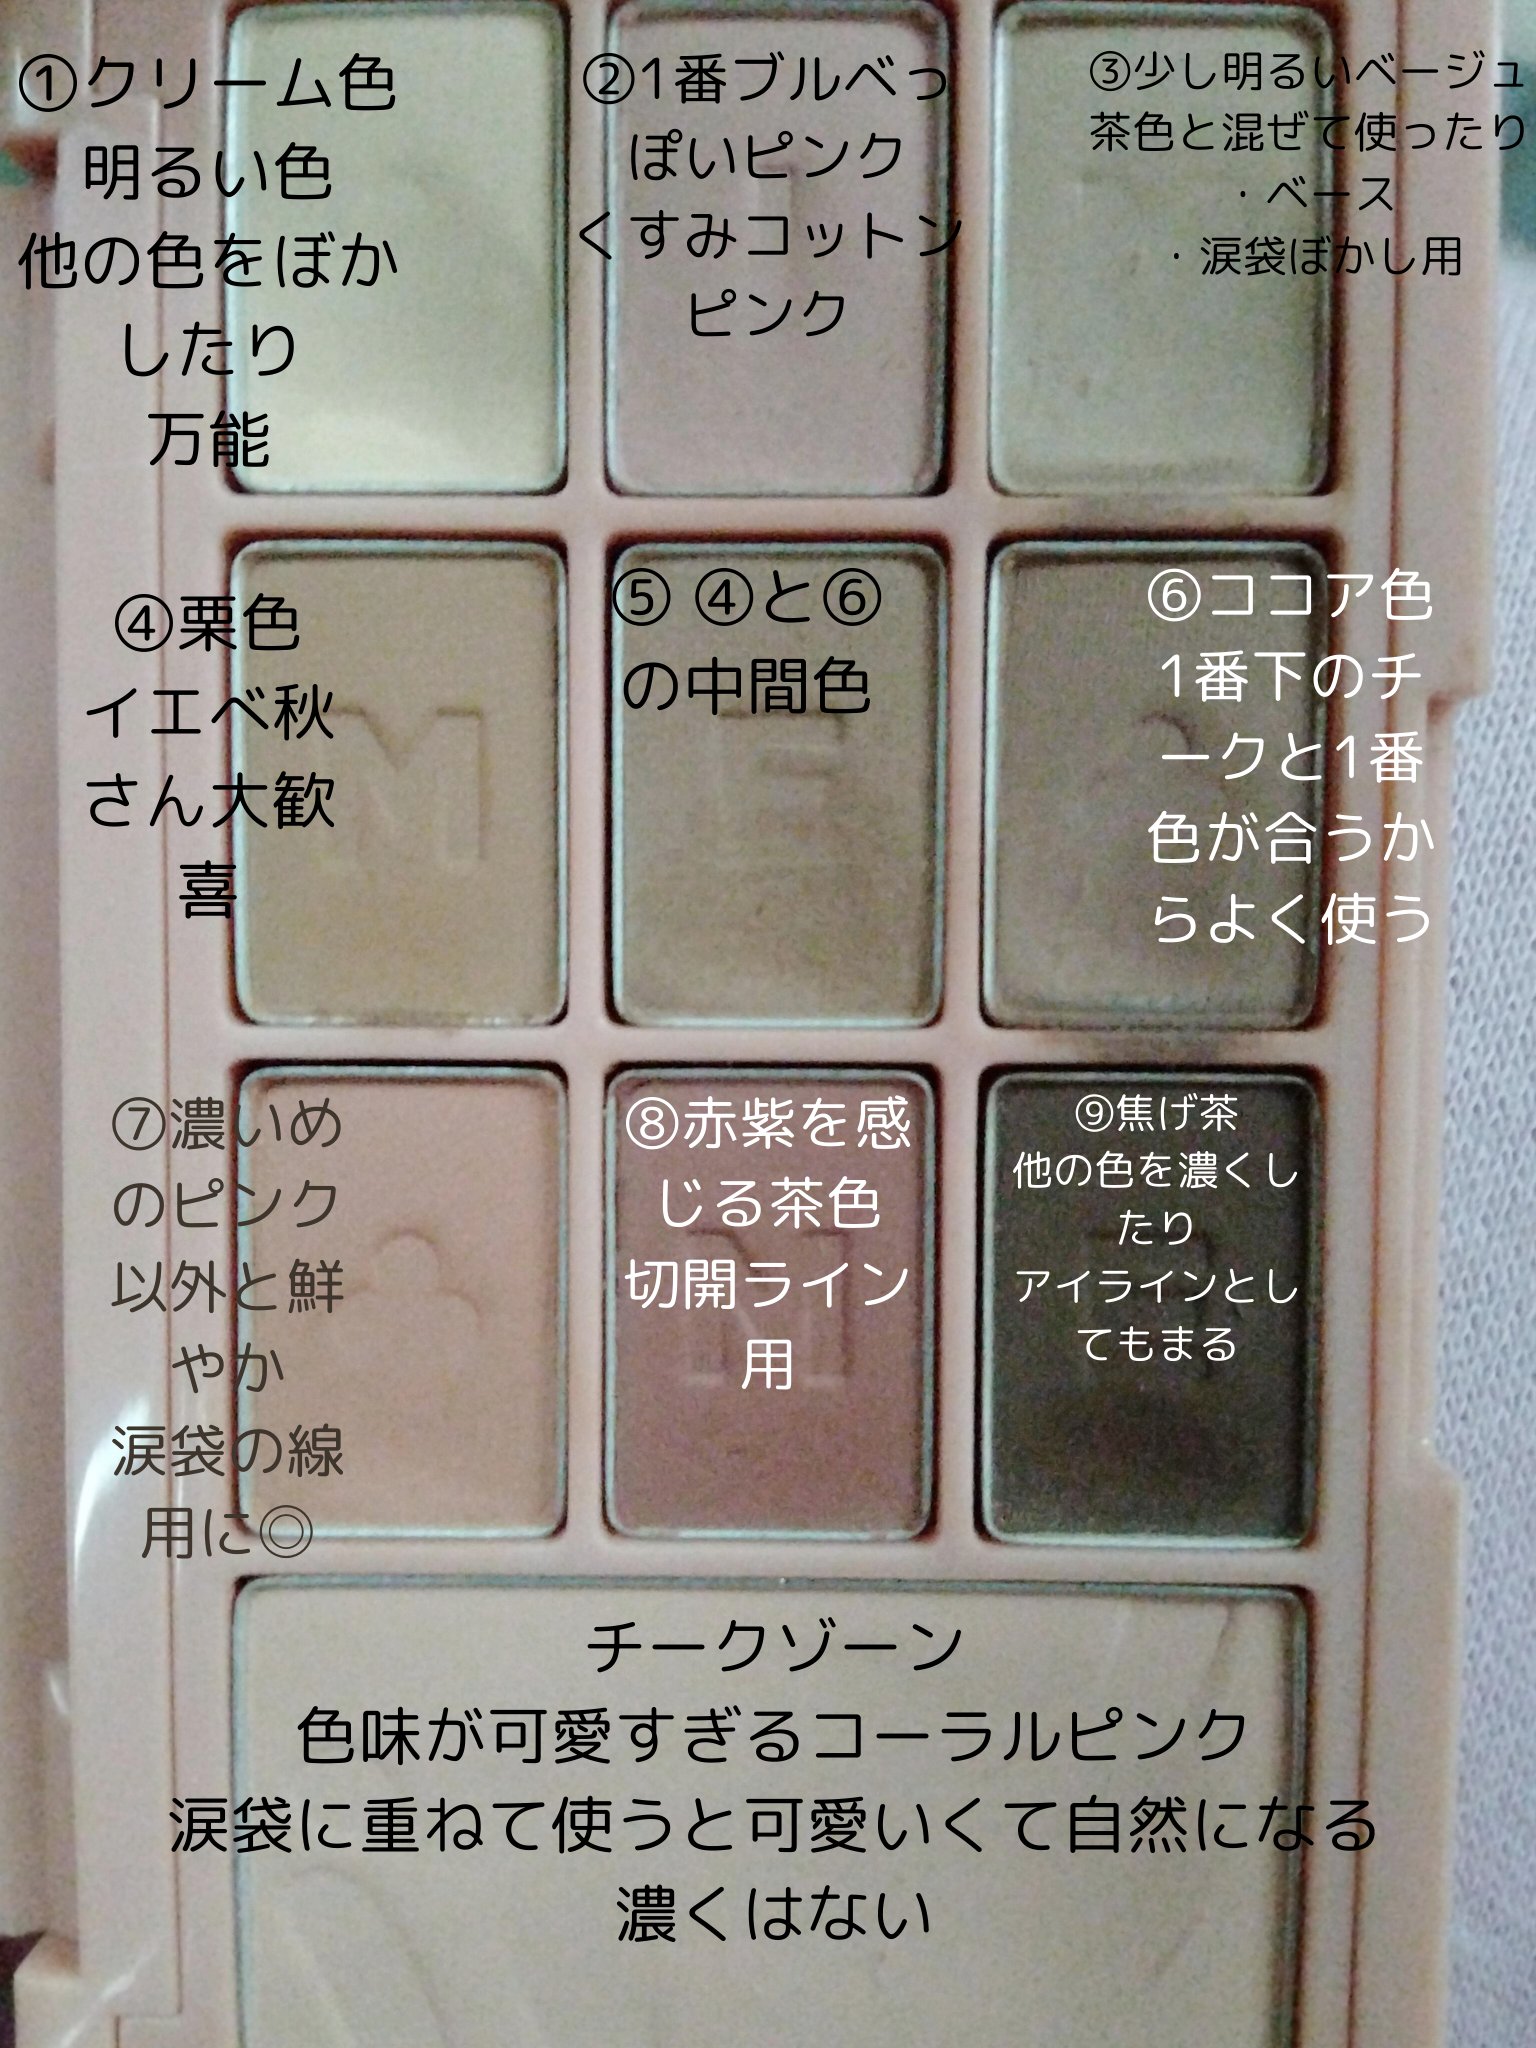 ①クリーム色
明るい色
他の色をぼか
したり
万能
②1番ブルべっ
ぽいピンク
くすみコットン
ピンク
③少し明るいベージュ
茶色と混ぜて使ったり
・ベース
・涙袋ぼかし用
④栗色
イエベ秋
さん大歓
喜
⑤ ④と⑥
の中間色
⑥ココア色
1番下のチ
ークと1番
色が合うか
らよく使う
⑦濃いめ
のピンク
以外と鮮
やか
涙袋の線
用に◎
⑧赤紫を感
じる茶色
切開ライン
用
⑨焦げ茶
他の色を濃くし
たり
アイラインとし
てもまる
チークゾーン
色味が可愛すぎるコーラルピンク
涙袋に重ねて使うと可愛いくて自然になる
濃くはない